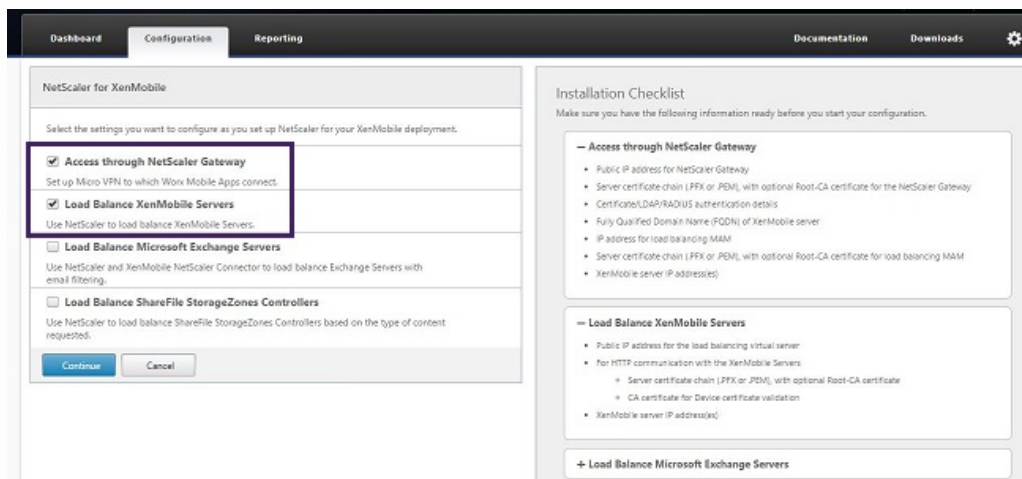 Dashboard Configuration Reporting Documentation Downloads
NetScaler for XenMobile
Select the settings you want to configure as you set up NetScaler for your XenMobile deployment.
Access through NetScaler Gateway
Set up Micro VPN to which Worx Mobile Apps connect.
Load Balance XenMobile Servers
Use NetScaler to load balance XenMobile Servers.
Load Balance Microsoft Exchange Servers
Use NetScaler and XenMobile NetScaler Connector to load balance Exchange Servers with
email filtering.
Load Balance ShareFile StorageZones Controllers
Use NetScaler to load balance ShareFile StorageZones Controllers based on the type of content
requested.
Continue Cancel
Installation Checklist
Make sure you have the following information ready before you start your configuration.
− Access through NetScaler Gateway
• Public IP address for NetScaler Gateway
• Server certificate chain (.PFX or .PEM), with optional Root-CA certificate for the NetScaler Gateway
• Certificate/LDAP/RADIUS authentication details
• Fully Qualified Domain Name (FQDN) of XenMobile server
• IP address for load balancing MAM
• Server certificate chain (.PFX or .PEM), with optional Root-CA certificate for load balancing MAM
• XenMobile server IP address(es)
− Load Balance XenMobile Servers
• Public IP address for the load balancing virtual server
• For HTTP communication with the XenMobile Servers
Server certificate chain (.PFX or .PEM), with optional Root-CA certificate
CA certificate for Device certificate validation
• XenMobile server IP address(es)
+ Load Balance Microsoft Exchange Servers